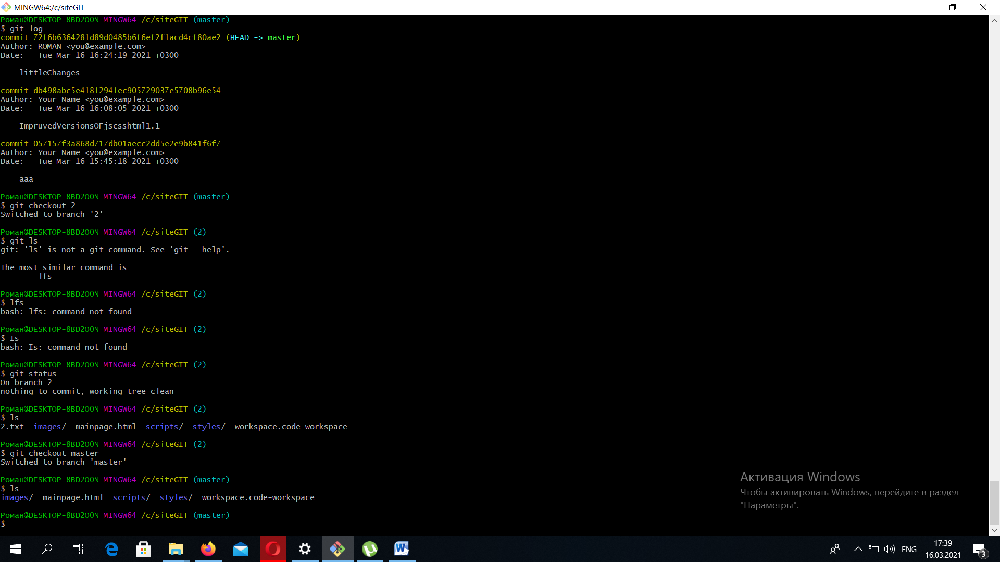 MINGW64:/c/siteGIT
Роман@DESKTOP-8BD2OON MINGW64 /c/siteGIT (master)
$ git log
commit 72f6b6364281d89d0485b6f6ef2f1acd4cf80ae2 (HEAD -> master)
Author: ROMAN <you@example.com>
Date:   Tue Mar 16 16:24:19 2021 +0300
littleChanges
commit db498abc5e41812941ec905729037e5708b96e54
Author: Your Name <you@example.com>
Date:   Tue Mar 16 16:08:05 2021 +0300
ImpruvedVersionsOFjscsshtml1.1
commit 057157f3a868d717db01aecc2dd5e2e9b841f6f7
Author: Your Name <you@example.com>
Date:   Tue Mar 16 15:45:18 2021 +0300
aaa
Роман@DESKTOP-8BD2OON MINGW64 /c/siteGIT (master)
$ git checkout 2
Switched to branch '2'
Роман@DESKTOP-8BD2OON MINGW64 /c/siteGIT (2)
$ git ls
git: 'ls' is not a git command. See 'git --help'.
The most similar command is
lfs
Роман@DESKTOP-8BD2OON MINGW64 /c/siteGIT (2)
$ lfs
bash: lfs: command not found
Роман@DESKTOP-8BD2OON MINGW64 /c/siteGIT (2)
$ Is
bash: Is: command not found
Роман@DESKTOP-8BD2OON MINGW64 /c/siteGIT (2)
$ git status
On branch 2
nothing to commit, working tree clean
Роман@DESKTOP-8BD2OON MINGW64 /c/siteGIT (2)
$ ls
2.txt  images/  mainpage.html  scripts/  styles/  workspace.code-workspace
Роман@DESKTOP-8BD2OON MINGW64 /c/siteGIT (2)
$ git checkout master
Switched to branch 'master'
Роман@DESKTOP-8BD2OON MINGW64 /c/siteGIT (master)
$ ls
images/  mainpage.html  scripts/  styles/  workspace.code-workspace
Роман@DESKTOP-8BD2OON MINGW64 /c/siteGIT (master)
$
Активация Windows
Чтобы активировать Windows, перейдите в раздел
"Параметры".
ENG
17:39
16.03.2021
3